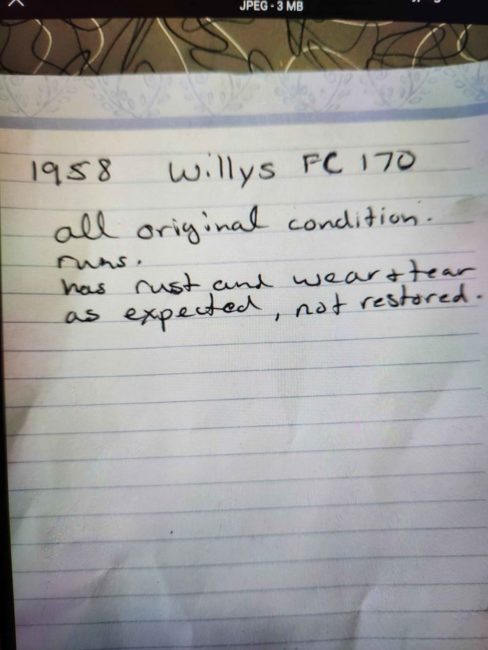 JPEG - 3 MB
1958 Willys FC 170
all original condition.
runs.
has rust and wear & tear
as expected, not restored.